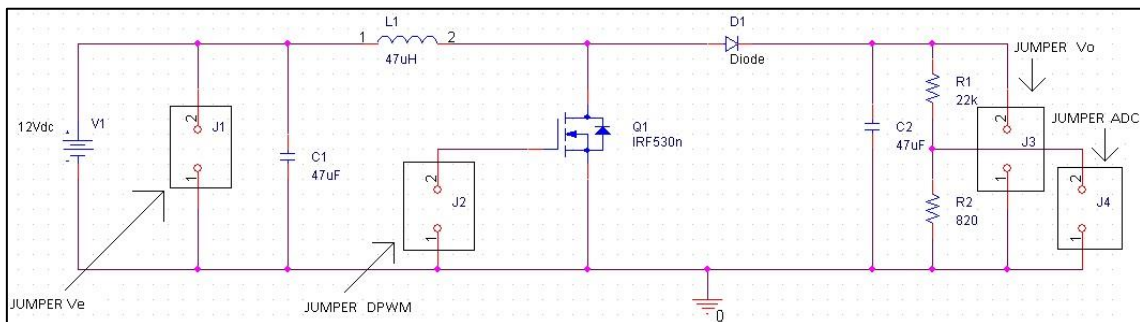 L1
1
2
47uH
D1
Diode
JUMPER Vo
JUMPER ADC
R1
22k
12Vdc
V1
2
J1
1
C1
47uF
2
J2
1
Q1
IRF530n
C2
47uF
2
J3
1
R2
820
2
J4
1
JUMPER Ve
JUMPER DPWM
0